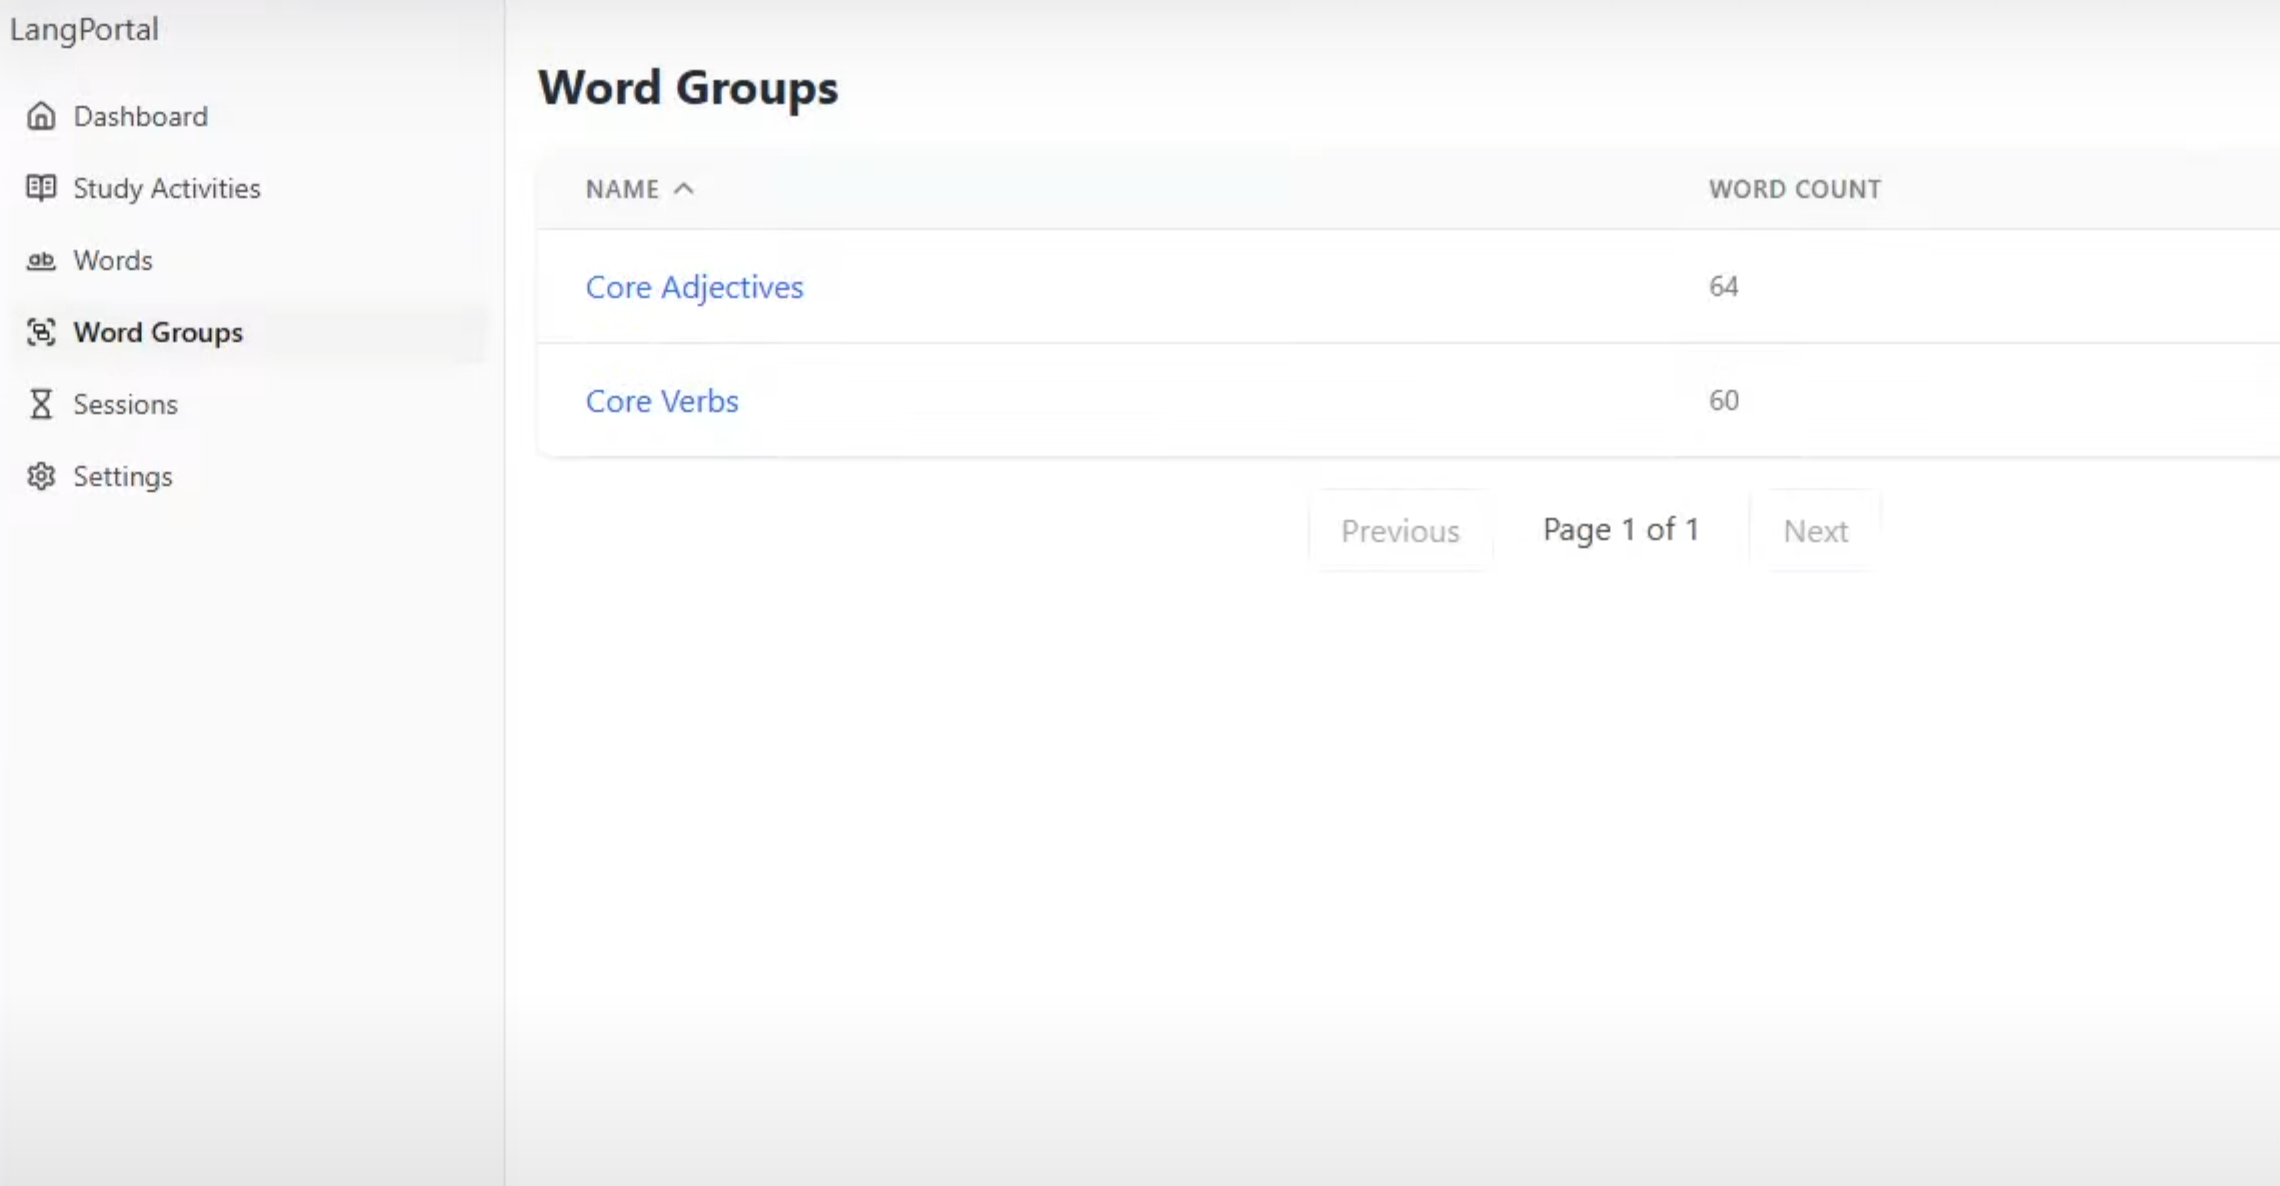 LangPortal
Dashboard
Study Activities
Words
Word Groups
Sessions
Settings
Word Groups
NAME WORD COUNT
Core Adjectives 64
Core Verbs 60
Previous Page 1 of 1 Next